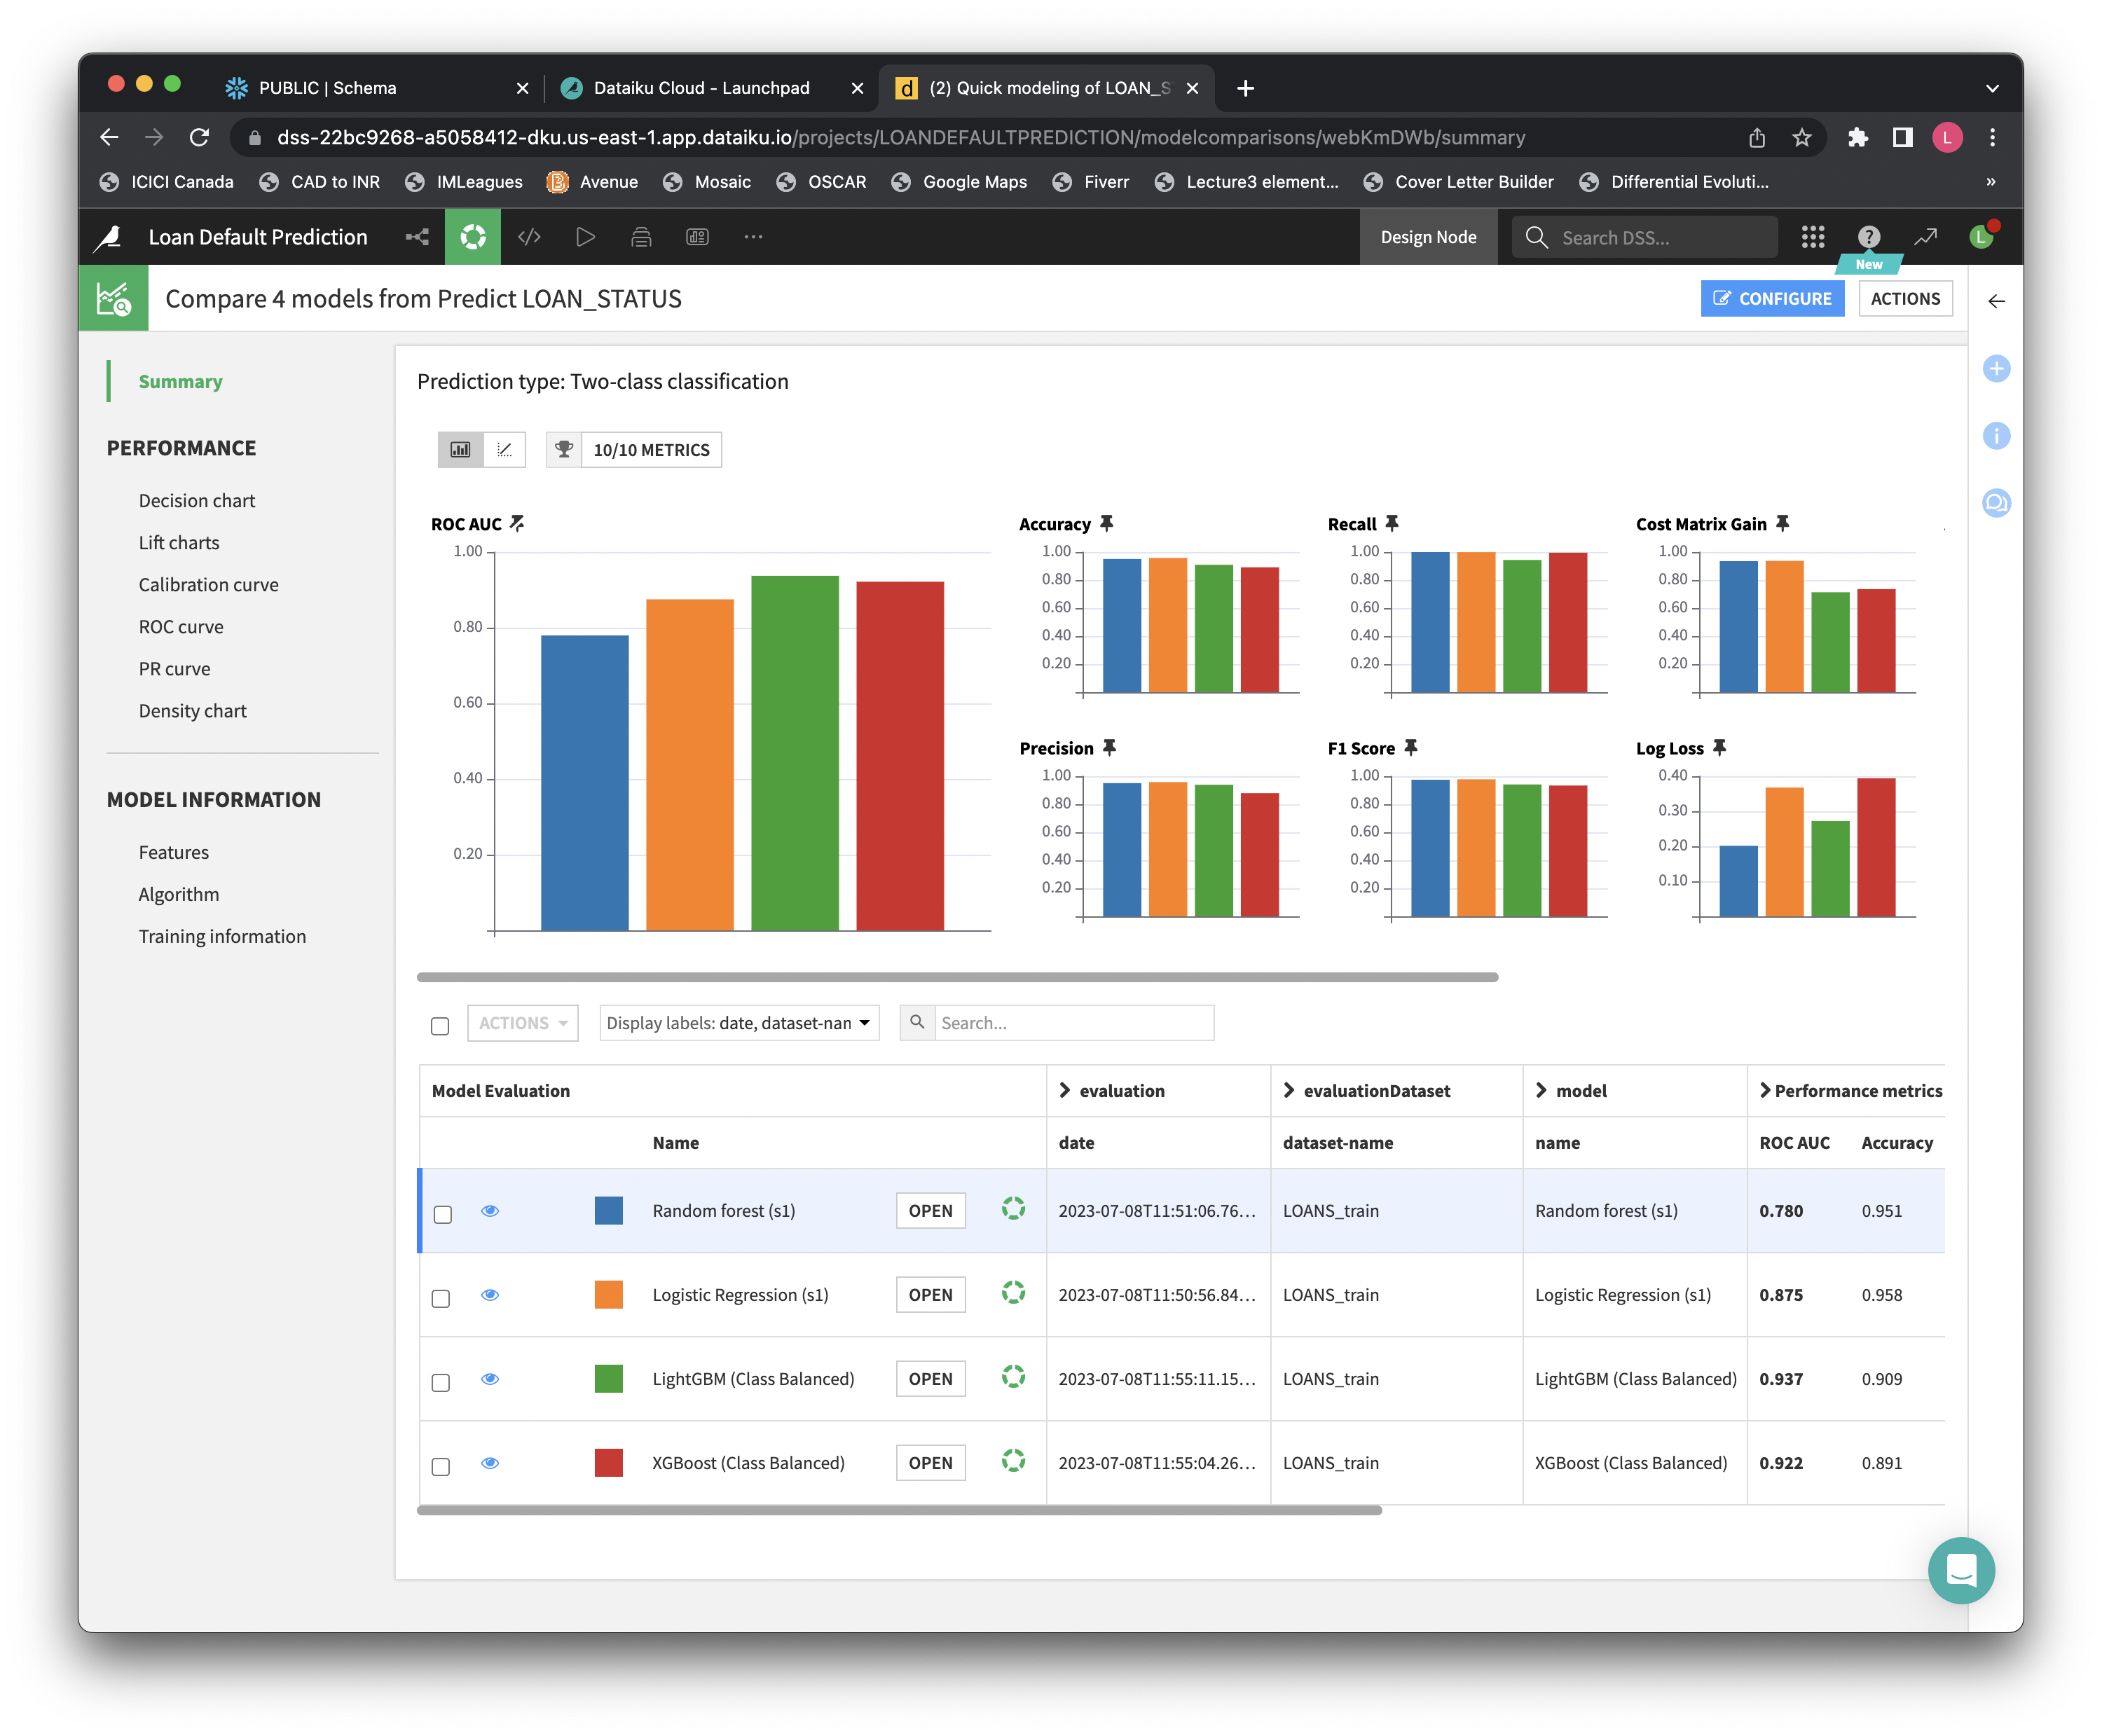 PUBLIC | Schema
Dataiku Cloud - Launchpad
(2) Quick modeling of LOAN_S
dss-22bc9268-a5058412-dku.us-east-1.app.dataiku.io/projects/LOANDEFAULTPREDICTION/modelcomparisons/webKmDWb/summary
L
ICICI Canada
CAD to INR
IMLeagues
Avenue
Mosaic
OSCAR
Google Maps
Fiverr
Lecture3 element...
Cover Letter Builder
Differential Evoluti...
»
Loan Default Prediction
Design Node
Search DSS...
L
New
Compare 4 models from Predict LOAN_STATUS
CONFIGURE
ACTIONS
Summary
PERFORMANCE
Decision chart
Lift charts
Calibration curve
ROC curve
PR curve
Density chart
MODEL INFORMATION
Features
Algorithm
Training information
Prediction type: Two-class classification
10/10 METRICS
ROC AUC
1.00
0.80
0.60
0.40
0.20
Accuracy
1.00
0.80
0.60
0.40
0.20
Recall
1.00
0.80
0.60
0.40
0.20
Cost Matrix Gain
1.00
0.80
0.60
0.40
0.20
Precision
1.00
0.80
0.60
0.40
0.20
F1 Score
1.00
0.80
0.60
0.40
0.20
Log Loss
0.40
0.30
0.20
0.10
ACTIONS
Display labels: date, dataset-nan
Search...
Model Evaluation evaluation evaluationDataset model Performance metrics
Name date dataset-name name ROC AUC Accuracy
Random forest (s1) OPEN 2023-07-08T11:51:06.76... LOANS_train Random forest (s1) 0.780 0.951
Logistic Regression (s1) OPEN 2023-07-08T11:50:56.84... LOANS_train Logistic Regression (s1) 0.875 0.958
LightGBM (Class Balanced) OPEN 2023-07-08T11:55:11.15... LOANS_train LightGBM (Class Balanced) 0.937 0.909
XGBoost (Class Balanced) OPEN 2023-07-08T11:55:04.26... LOANS_train XGBoost (Class Balanced) 0.922 0.891